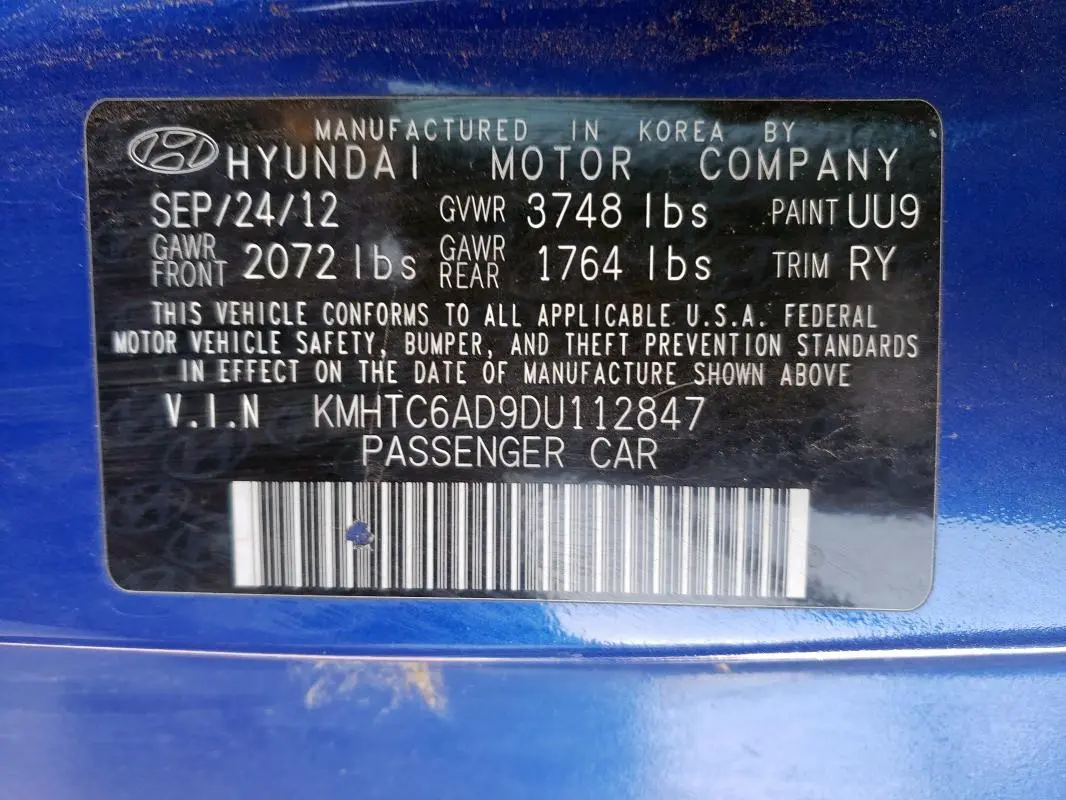 MANUFACTURED IN KOREA BY
HYUNDAI MOTOR COMPANY
SEP/24/12 GVWR 3748 lbs PAINT UU9
GAWR FRONT 2072 lbs GAWR REAR 1764 lbs TRIM RY
THIS VEHICLE CONFORMS TO ALL APPLICABLE U.S.A. FEDERAL
MOTOR VEHICLE SAFETY, BUMPER, AND THEFT PREVENTION STANDARDS
IN EFFECT ON THE DATE OF MANUFACTURE SHOWN ABOVE
V.I.N KMHTC6AD9DU112847
PASSENGER CAR